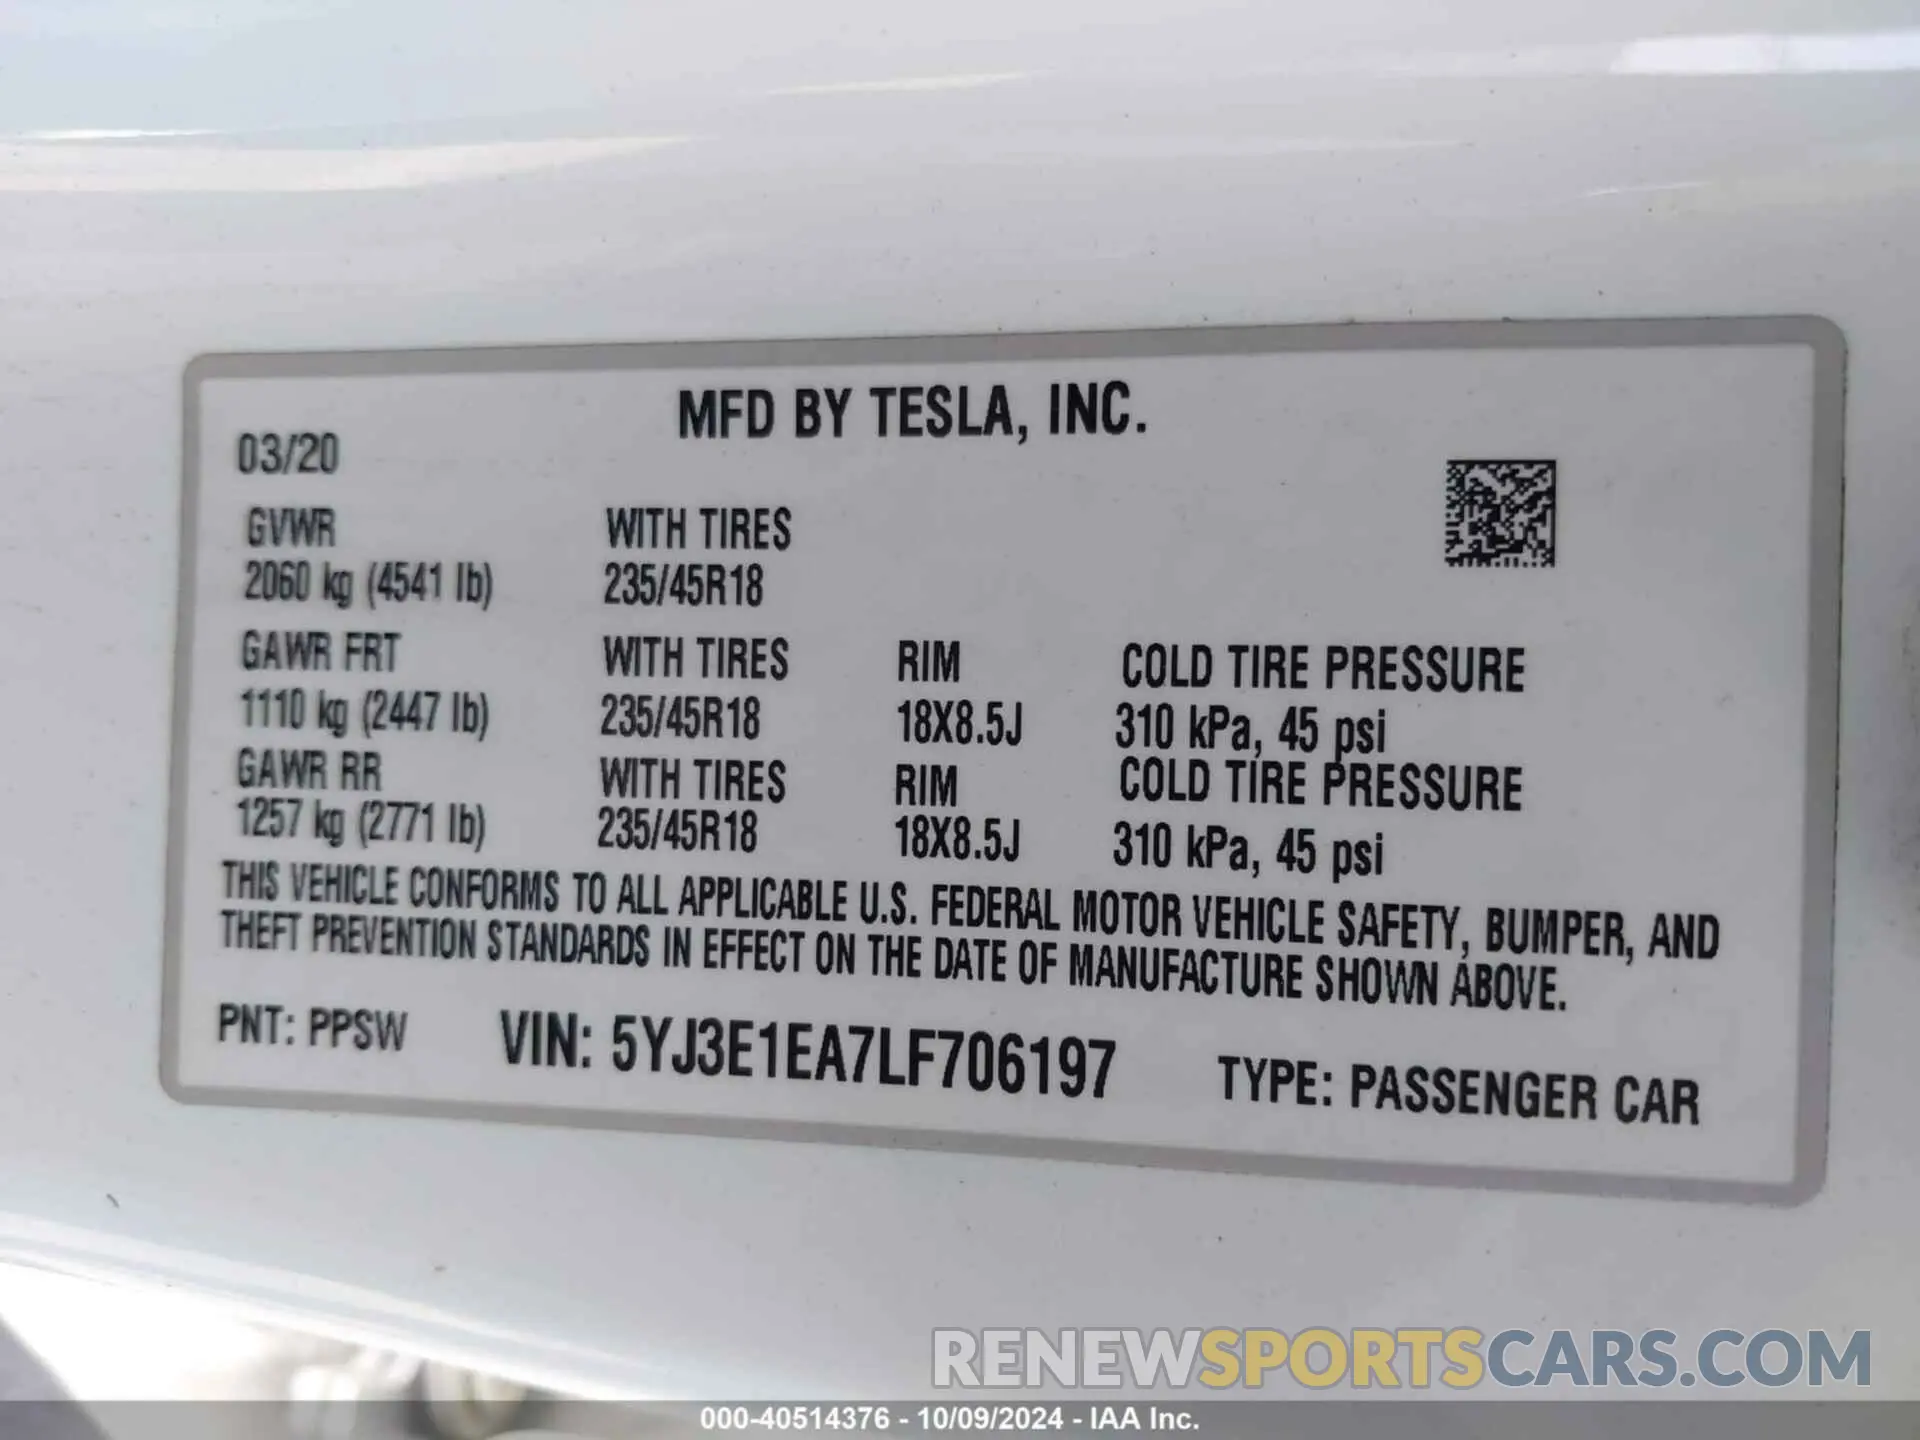 MFD BY TESLA, INC.
03/20
GVWR WITH TIRES
2060 kg (4541 lb) 235/45R18
GAWR FRT WITH TIRES RIM COLD TIRE PRESSURE
1110 kg (2447 lb) 235/45R18 18X8.5J 310 kPa, 45 psi
GAWR RR WITH TIRES RIM COLD TIRE PRESSURE
1257 kg (2771 lb) 235/45R18 18X8.5J 310 kPa, 45 psi
THIS VEHICLE CONFORMS TO ALL APPLICABLE U.S. FEDERAL MOTOR VEHICLE SAFETY, BUMPER, AND
THEFT PREVENTION STANDARDS IN EFFECT ON THE DATE OF MANUFACTURE SHOWN ABOVE.
PNT: PPSW VIN: 5YJ3E1EA7LF706197 TYPE: PASSENGER CAR
RENEWSPORTSCARS.COM
000-40514376 - 10/09/2024 - IAA Inc.